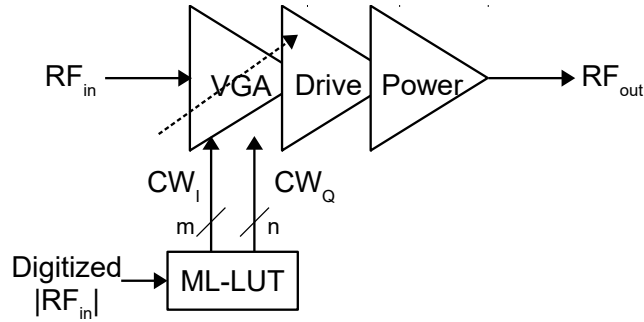 RF_in VGA Drive Power RF_out
CW_I CW_Q
m n
Digitized
|RF_in| ML-LUT